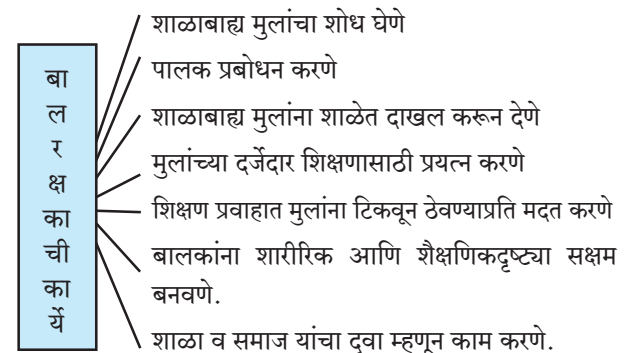 शाळाबाह्य मुलांचा शोध घेणे
पालक प्रबोधन करणे
शाळाबाह्य मुलांना शाळेत दाखल करून देणे
मुलांच्या दर्जेदार शिक्षणासाठी प्रयत्न करणे
शिक्षण प्रवाहात मुलांना टिकवून ठेवण्याप्रति मदत करणे
बालकांना शारीरिक आणि शैक्षणिकदृष्ट्या सक्षम
बनवणे.
शाळा व समाज यांचा दुवा म्हणून काम करणे.
बा
ल
र
क्ष
का
ची
का
र्ये